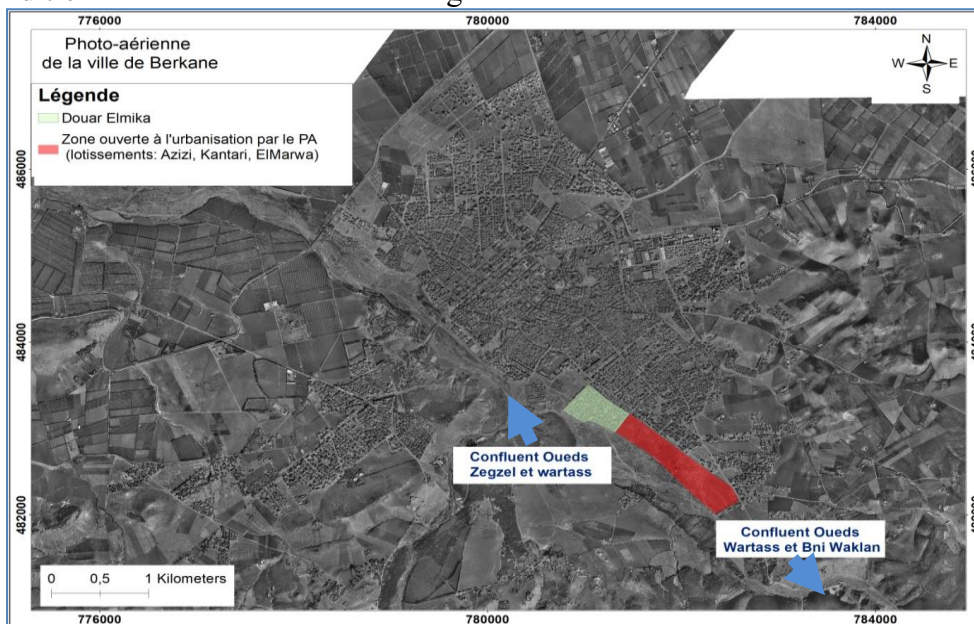 776000
780000
784000
Photo-aérienne
de la ville de Berkane
N
W E
S
Légende
Douar Elmika
Zone ouverte à l'urbanisation par le PA
(lotissements: Azizi, Kantari, ElMarwa)
486000
484000
482000
Confluent Oueds
Zegzel et wartass
Confluent Oueds
Wartass et Bni Waklan
0 0,5 1 Kilometers
776000
780000
784000